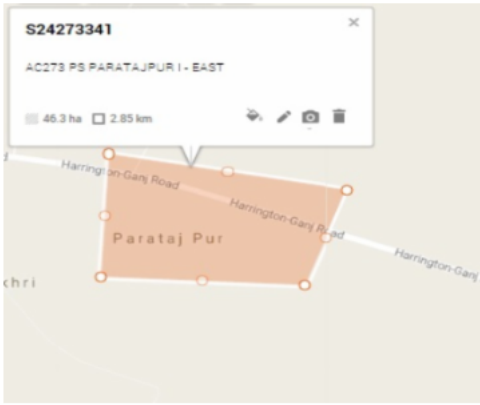 S24273341
AC273 PS PARATAJPUR I - EAST
46.3 ha 2.85 km
Harrington-Ganj Road
Harrington-Ganj Road
Harrington-Ganj
Parataj Pur
khri